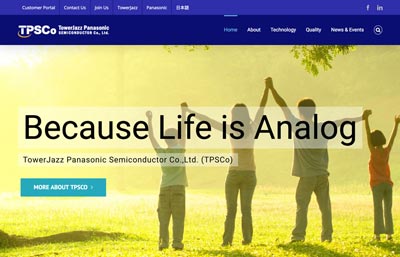 Customer Portal Contact Us Join Us TowerJazz Panasonic 日本語
TPSCo TowerJazz Panasonic
SEMICONDUCTOR Co., Ltd.
Home About Technology Quality News & Events
Because Life is Analog
TowerJazz Panasonic Semiconductor Co.,Ltd. (TPSCo)
MORE ABOUT TPSCO